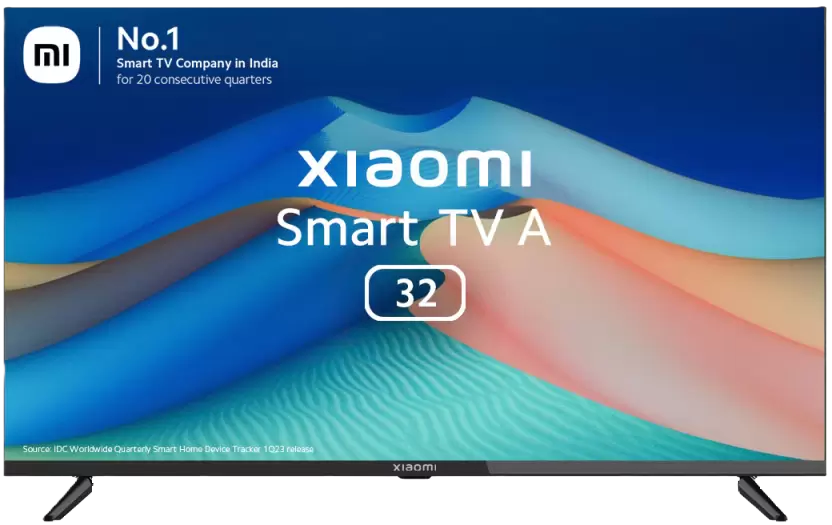 mi
No.1
Smart TV Company in India
for 20 consecutive quarters
xiaomi
Smart TV A
32
Source: IDC Worldwide Quarterly Smart Home Device Tracker 1Q23 release
xiaomi